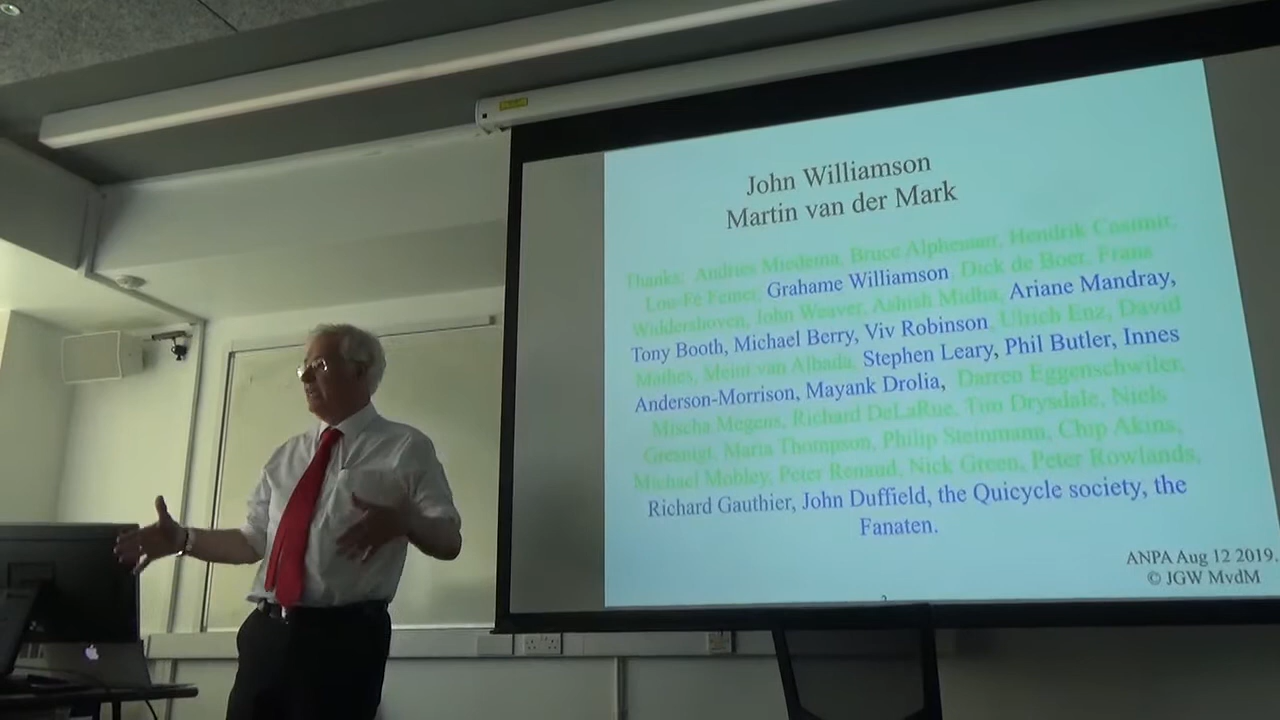 John Williamson
Martin van der Mark
Thanks: Andries Miedema, Bruce Alphenaar, Hendrik Casimir,
Lou-Fé Feiner, Grahame Williamson, Dick de Boer, Frans
Widdershoven, John Weaver, Ashish Midha, Ariane Mandray,
Tony Booth, Michael Berry, Viv Robinson, Ulrich Enz, David
Mathes, Meint van Albada, Stephen Leary, Phil Butler, Innes
Anderson-Morrison, Mayank Drolia, Darren Eggenschwiler,
Mischa Megens, Richard DeLaRue, Tim Drysdale, Niels
Gresnigt, Maria Thompson, Philip Steinmann, Chip Akins,
Michael Mobley, Peter Renaud, Nick Green, Peter Rowlands,
Richard Gauthier, John Duffield, the Quicycle society, the
Fanaten.
ANPA Aug 12 2019.
© JGW MvdM